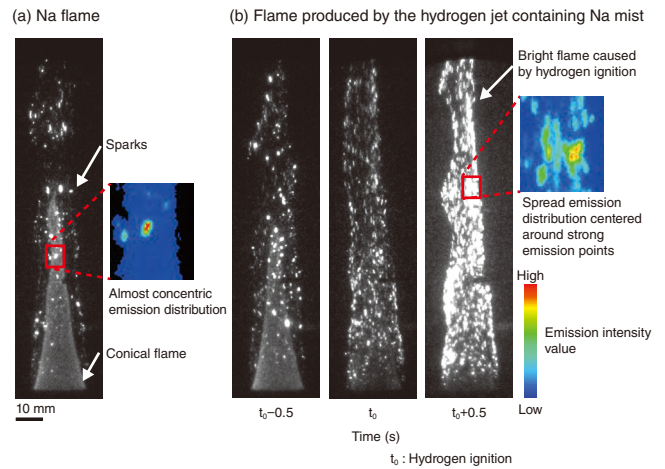 (a) Na flame
(b) Flame produced by the hydrogen jet containing Na mist
Sparks
Almost concentric
emission distribution
Conical flame
10 mm
Bright flame caused
by hydrogen ignition
Spread emission
distribution centered
around strong
emission points
High
Emission intensity
value
Low
t₀−0.5
t₀
t₀+0.5
Time (s)
t₀ : Hydrogen ignition